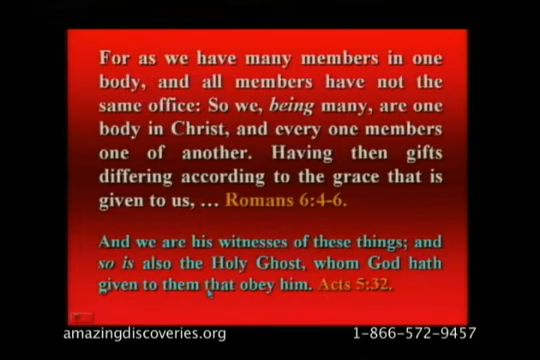 For as we have many members in one
body, and all members have not the
same office: So we, being many, are one
body in Christ, and every one members
one of another. Having then gifts
differing according to the grace that is
given to us, ... Romans 6:4-6.
And we are his witnesses of these things; and
so is also the Holy Ghost, whom God hath
given to them that obey him. Acts 5:32.
amazingdiscoveries.org 1-866-572-9457